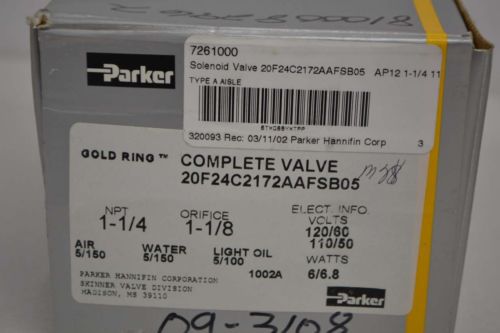 Parker
7261000
Solenoid Valve 20F24C2172AAFSB05 AP12 1-1/4 11
TYPE A AISLE
320093 Rec: 03/11/02 Parker Hannifin Corp 3
GOLD RING™ COMPLETE VALVE
20F24C2172AAFSB05
NPT ORIFICE ELECT. INFO.
1-1/4 1-1/8 VOLTS
120/60
110/50
AIR WATER LIGHT OIL WATTS
5/150 5/150 5/100 1002A 6/6.8
PARKER HANNIFIN CORPORATION
SKINNER VALVE DIVISION
MADISON, MS 39110
Parker
09-3108